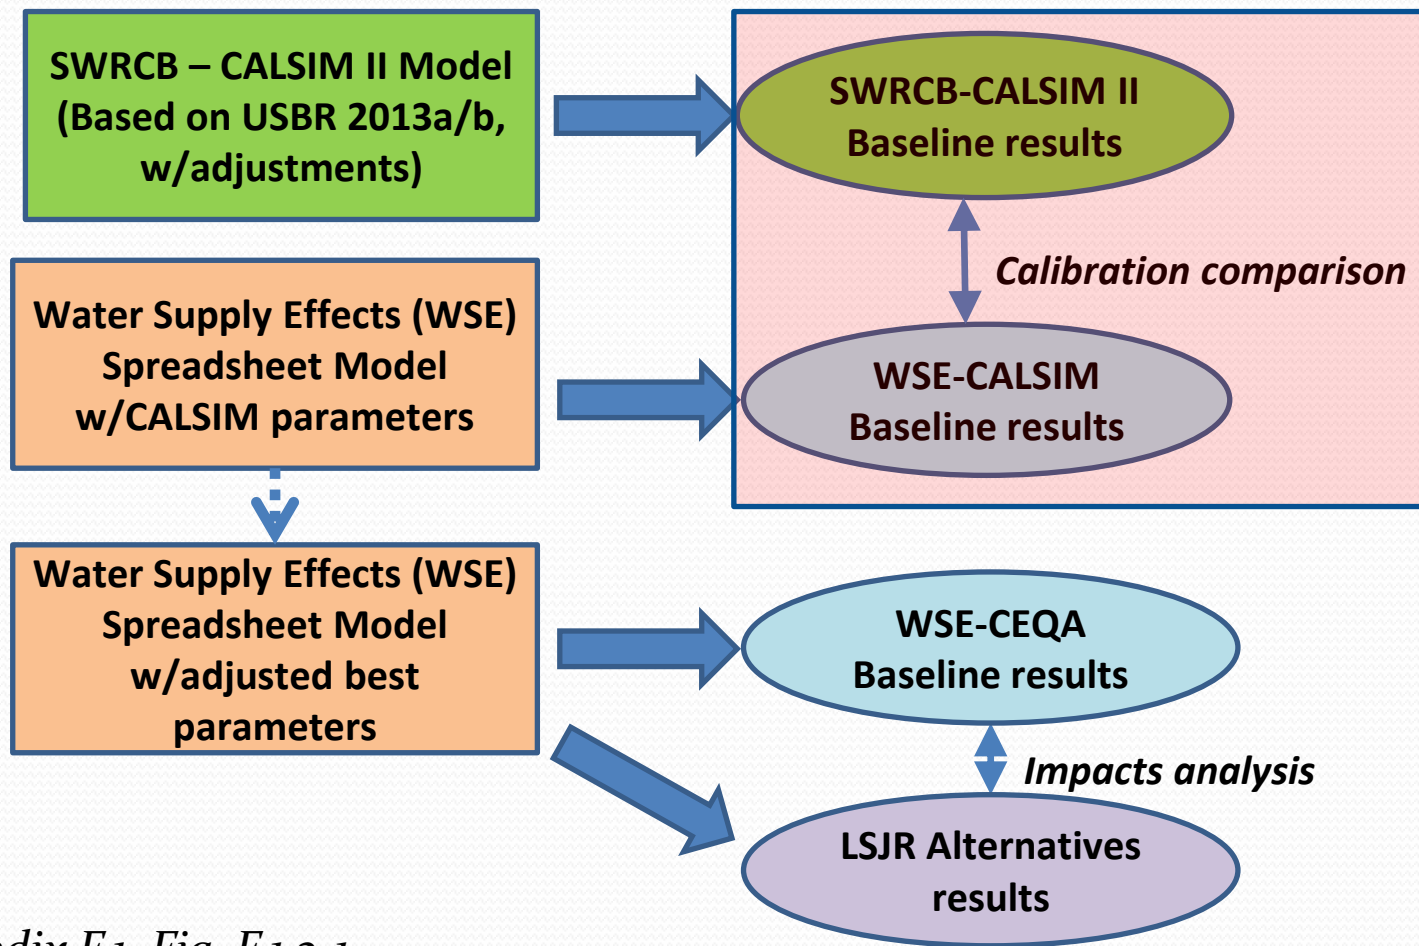 SWRCB – CALSIM II Model
(Based on USBR 2013a/b,
w/adjustments)
SWRCB-CALSIM II
Baseline results
Calibration comparison
Water Supply Effects (WSE)
Spreadsheet Model
w/CALSIM parameters
WSE-CALSIM
Baseline results
Water Supply Effects (WSE)
Spreadsheet Model
w/adjusted best
parameters
WSE-CEQA
Baseline results
Impacts analysis
LSJR Alternatives
results